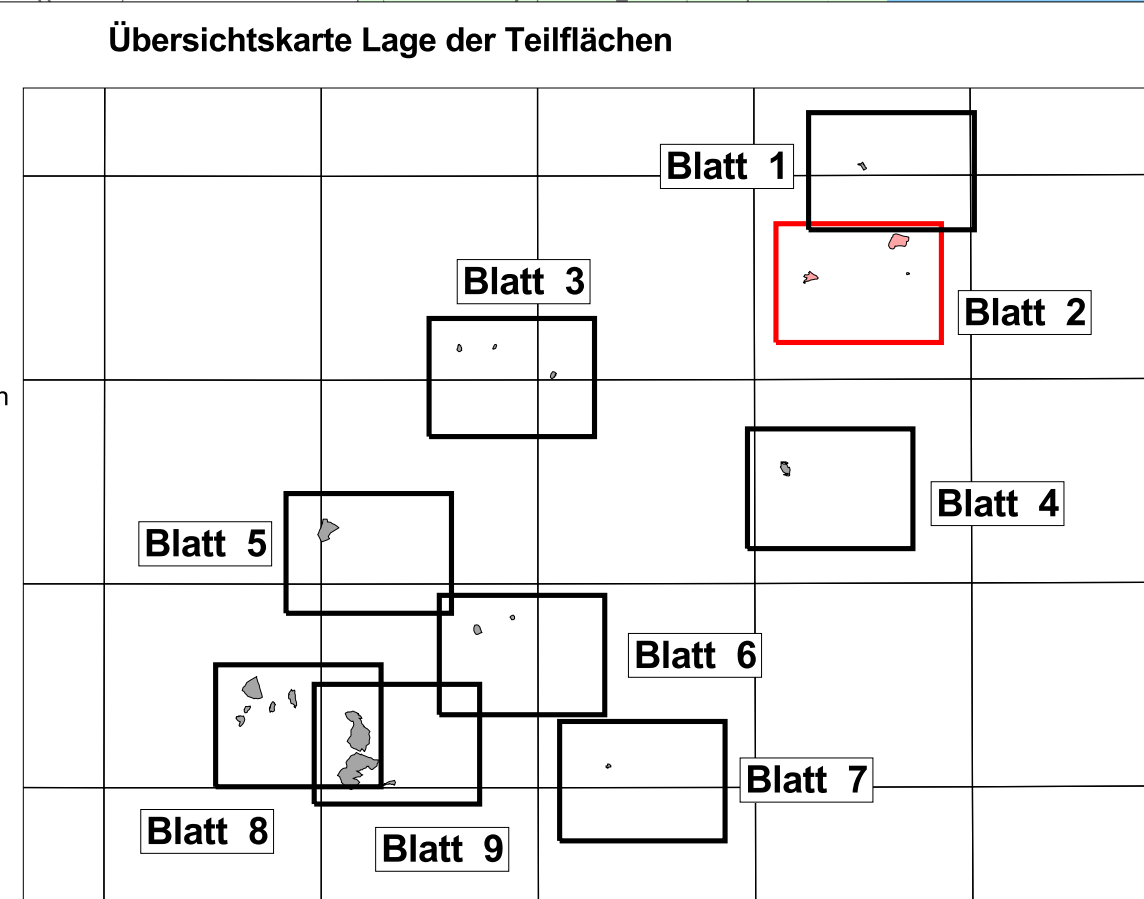 Übersichtskarte Lage der Teilflächen
Blatt 1
Blatt 3
Blatt 2
n
Blatt 4
Blatt 5
Blatt 6
Blatt 7
Blatt 8
Blatt 9